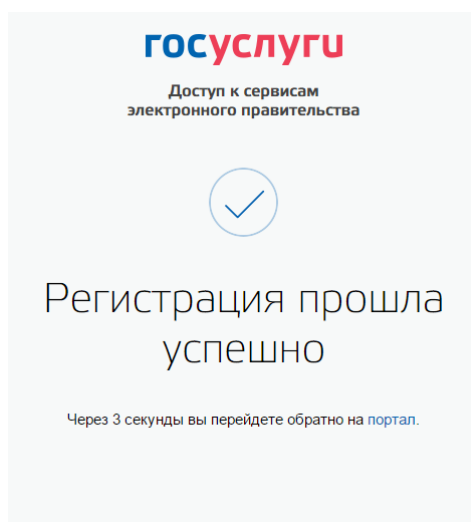 госуслуги
Доступ к сервисам
электронного правительства
Регистрация прошла
успешно
Через 3 секунды вы перейдете обратно на портал.